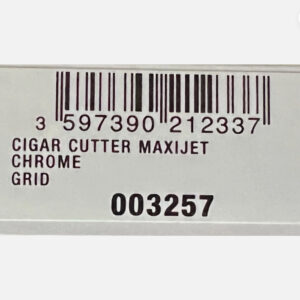 3 597390 212337
CIGAR CUTTER MAXIJET
CHROME
GRID
003257